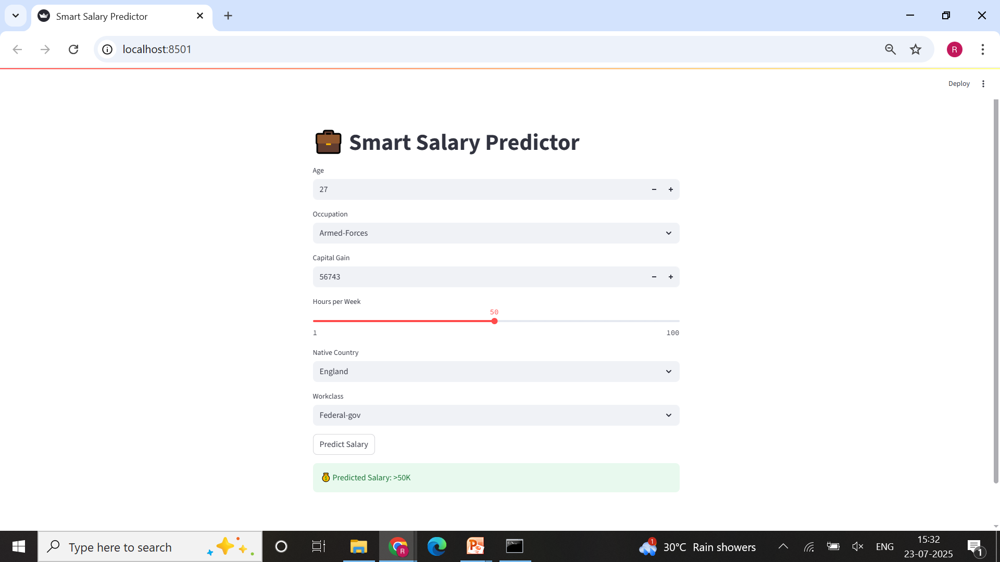 Smart Salary Predictor
localhost:8501
R
Deploy
Smart Salary Predictor
Age
27
Occupation
Armed-Forces
Capital Gain
56743
Hours per Week
50
1
100
Native Country
England
Workclass
Federal-gov
Predict Salary
Predicted Salary: >50K
Type here to search
R
1
30°C Rain showers
ENG
15:32
23-07-2025
1